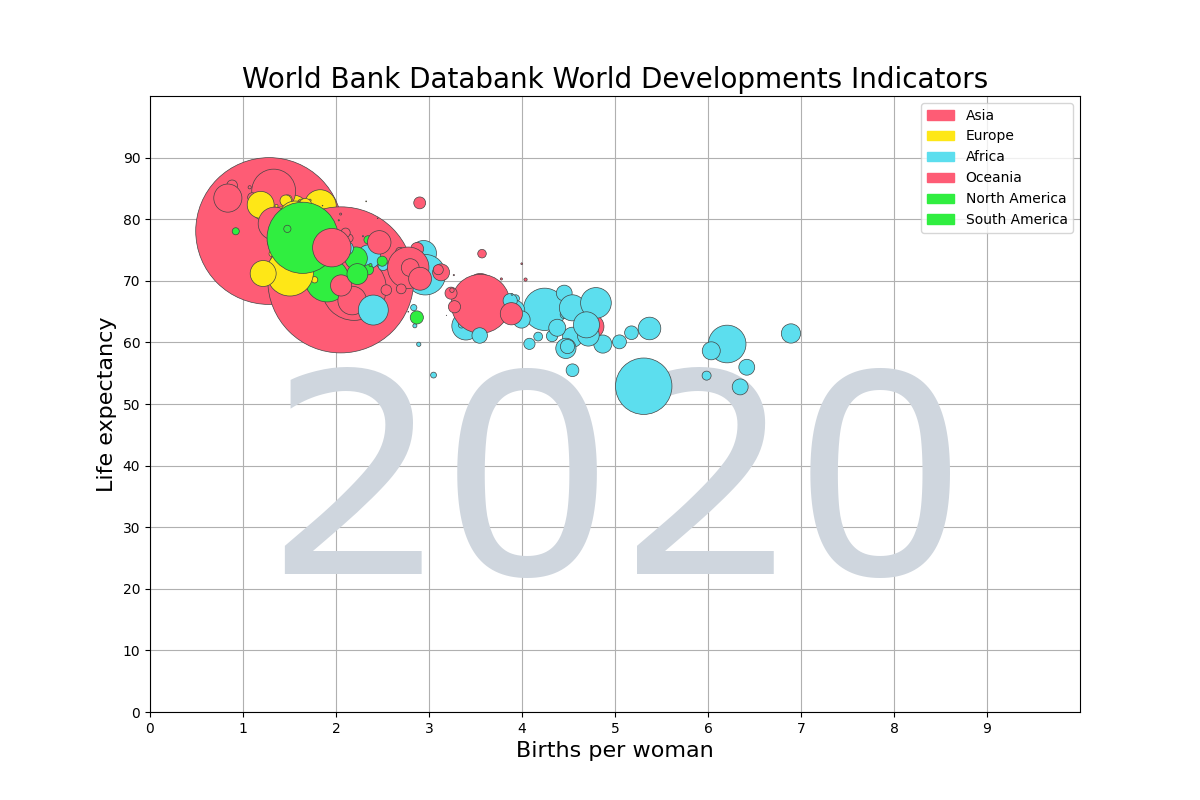 World Bank Databank World Developments Indicators
Asia
Europe
Africa
Oceania
North America
South America
90
80
70
60
50
40
30
20
10
0
Life expectancy
2020
0 1 2 3 4 5 6 7 8 9
Births per woman